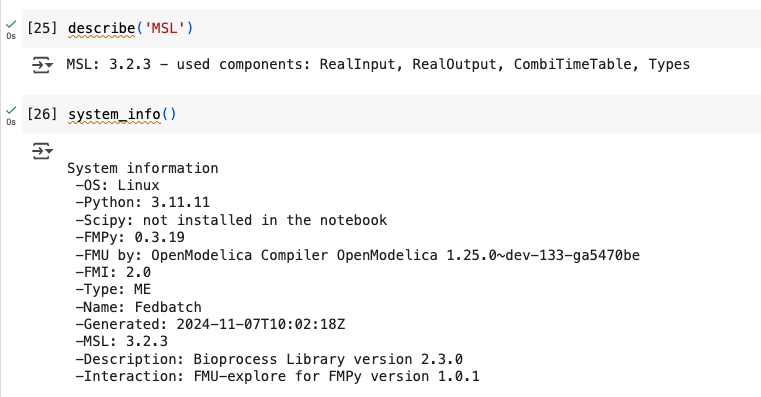 [25] describe('MSL')
0s
MSL: 3.2.3 - used components: RealInput, RealOutput, CombiTimeTable, Types
[26] system_info()
0s
System information
-OS: Linux
-Python: 3.11.11
-Scipy: not installed in the notebook
-FMPy: 0.3.19
-FMU by: OpenModelica Compiler OpenModelica 1.25.0~dev-133-ga5470be
-FMI: 2.0
-Type: ME
-Name: Fedbatch
-Generated: 2024-11-07T10:02:18Z
-MSL: 3.2.3
-Description: Bioprocess Library version 2.3.0
-Interaction: FMU-explore for FMPy version 1.0.1